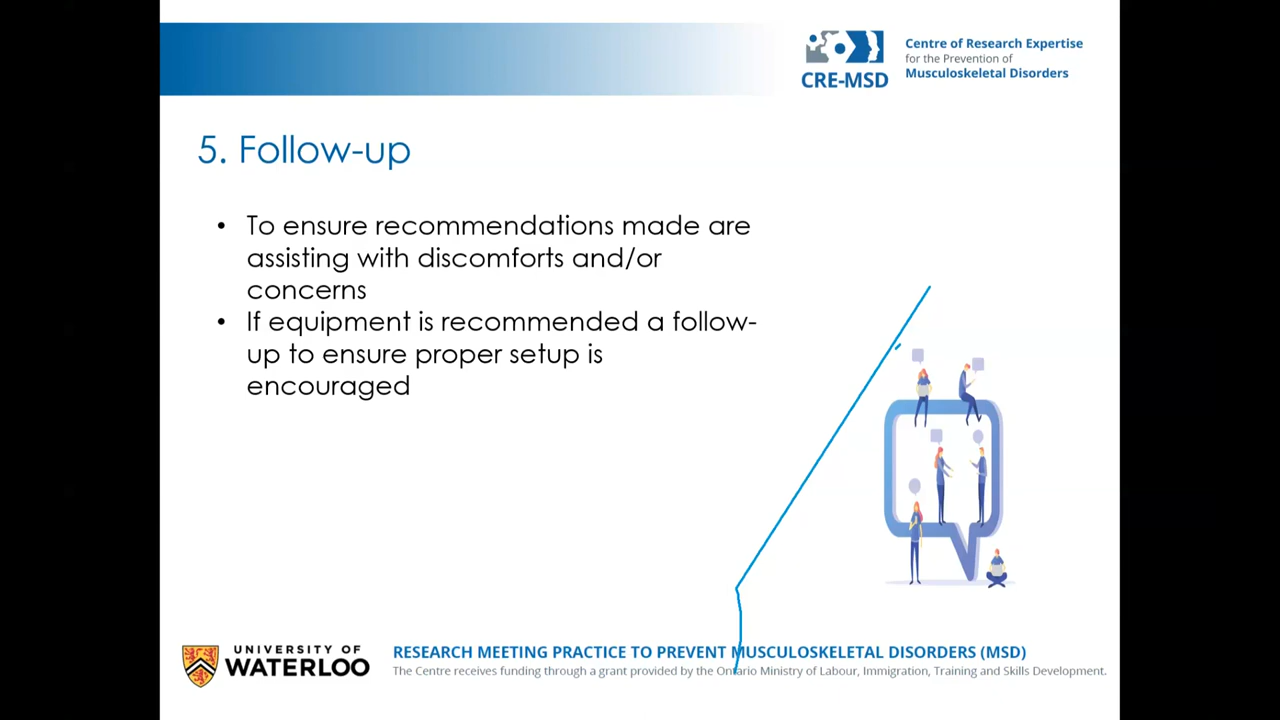 CRE-MSD
Centre of Research Expertise
for the Prevention of
Musculoskeletal Disorders
5. Follow-up
• To ensure recommendations made are
assisting with discomforts and/or
concerns
• If equipment is recommended a follow-
up to ensure proper setup is
encouraged
UNIVERSITY OF
WATERLOO
RESEARCH MEETING PRACTICE TO PREVENT MUSCULOSKELETAL DISORDERS (MSD)
The Centre receives funding through a grant provided by the Ontario Ministry of Labour, Immigration, Training and Skills Development.